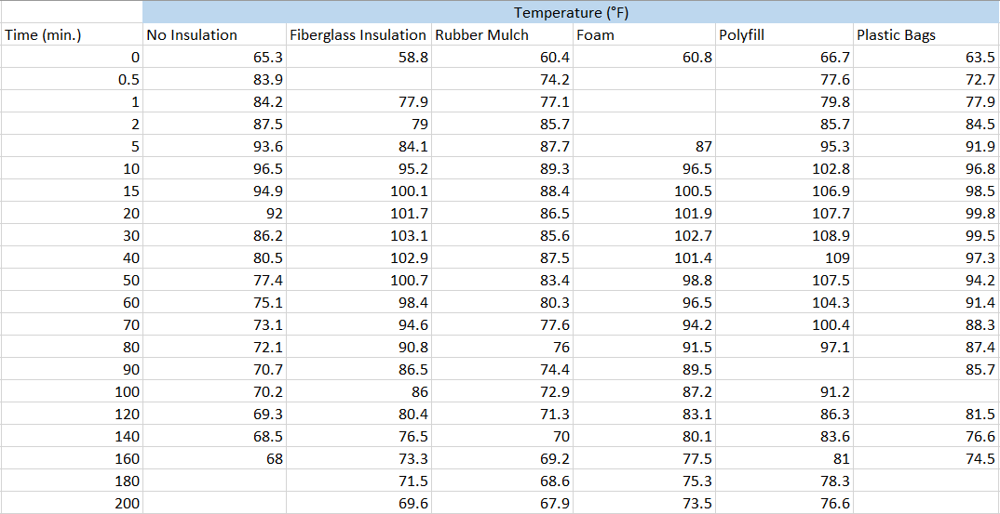 Temperature (°F)
Time (min.) No Insulation Fiberglass Insulation Rubber Mulch Foam Polyfill Plastic Bags
0 65.3 58.8 60.4 60.8 66.7 63.5
0.5 83.9 74.2 77.6 72.7
1 84.2 77.9 77.1 79.8 77.9
2 87.5 79 85.7 85.7 84.5
5 93.6 84.1 87.7 87 95.3 91.9
10 96.5 95.2 89.3 96.5 102.8 96.8
15 94.9 100.1 88.4 100.5 106.9 98.5
20 92 101.7 86.5 101.9 107.7 99.8
30 86.2 103.1 85.6 102.7 108.9 99.5
40 80.5 102.9 87.5 101.4 109 97.3
50 77.4 100.7 83.4 98.8 107.5 94.2
60 75.1 98.4 80.3 96.5 104.3 91.4
70 73.1 94.6 77.6 94.2 100.4 88.3
80 72.1 90.8 76 91.5 97.1 87.4
90 70.7 86.5 74.4 89.5 85.7
100 70.2 86 72.9 87.2 91.2
120 69.3 80.4 71.3 83.1 86.3 81.5
140 68.5 76.5 70 80.1 83.6 76.6
160 68 73.3 69.2 77.5 81 74.5
180 71.5 68.6 75.3 78.3
200 69.6 67.9 73.5 76.6